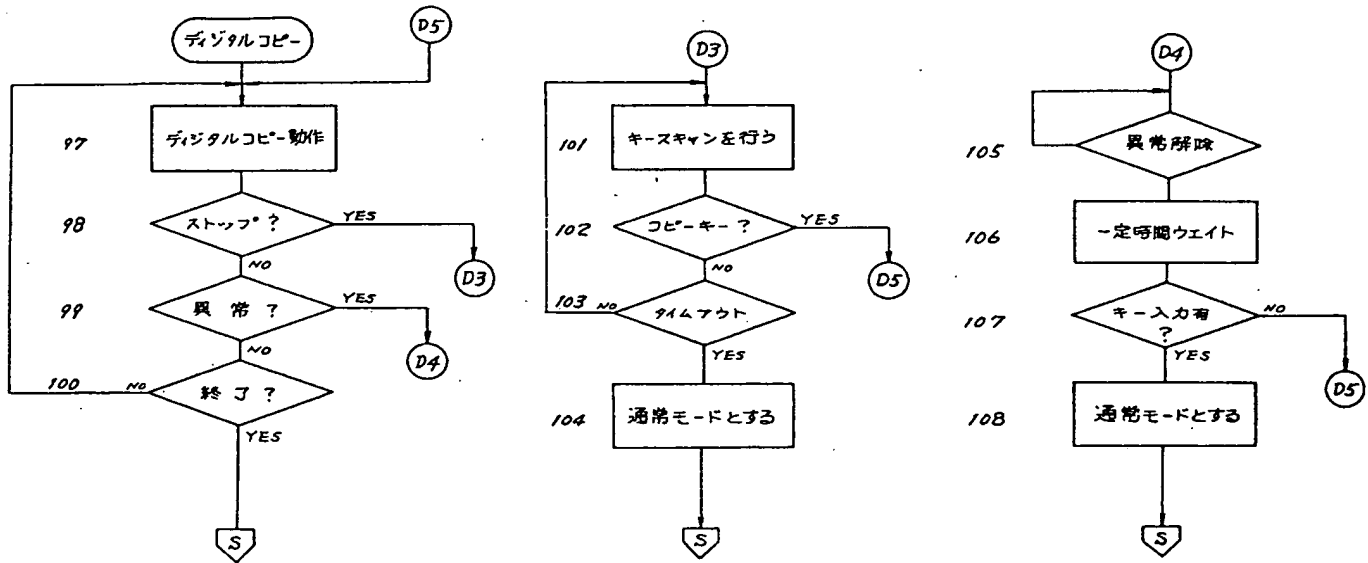 ディジタルコピー
D5
97
ディジタルコピー動作
98
ストップ?
YES
D3
NO
99
異常?
YES
D4
NO
100
NO
終了?
YES
S
D3
101
キースキャンを行う
102
コピーキー?
YES
D5
NO
103
NO
タイムアウト
YES
104
通常モードとする
S
D4
105
異常解除
106
一定時間ウェイト
107
キー入力有
?
NO
D5
YES
108
通常モードとする
S